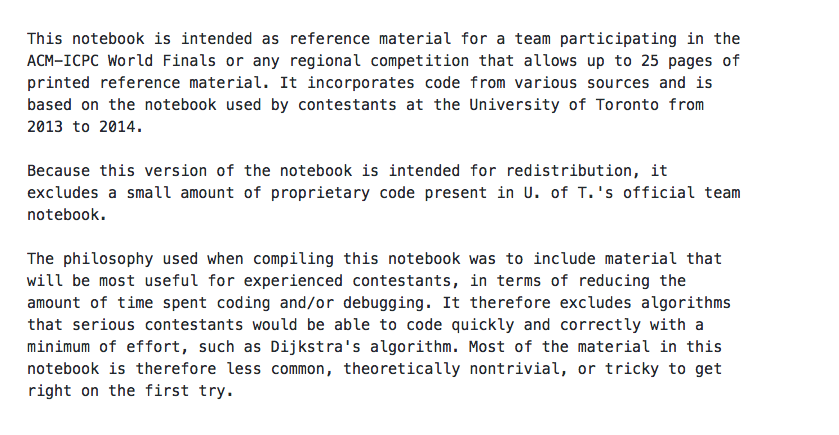 This notebook is intended as reference material for a team participating in the
ACM-ICPC World Finals or any regional competition that allows up to 25 pages of
printed reference material. It incorporates code from various sources and is
based on the notebook used by contestants at the University of Toronto from
2013 to 2014.
Because this version of the notebook is intended for redistribution, it
excludes a small amount of proprietary code present in U. of T.'s official team
notebook.
The philosophy used when compiling this notebook was to include material that
will be most useful for experienced contestants, in terms of reducing the
amount of time spent coding and/or debugging. It therefore excludes algorithms
that serious contestants would be able to code quickly and correctly with a
minimum of effort, such as Dijkstra's algorithm. Most of the material in this
notebook is therefore less common, theoretically nontrivial, or tricky to get
right on the first try.